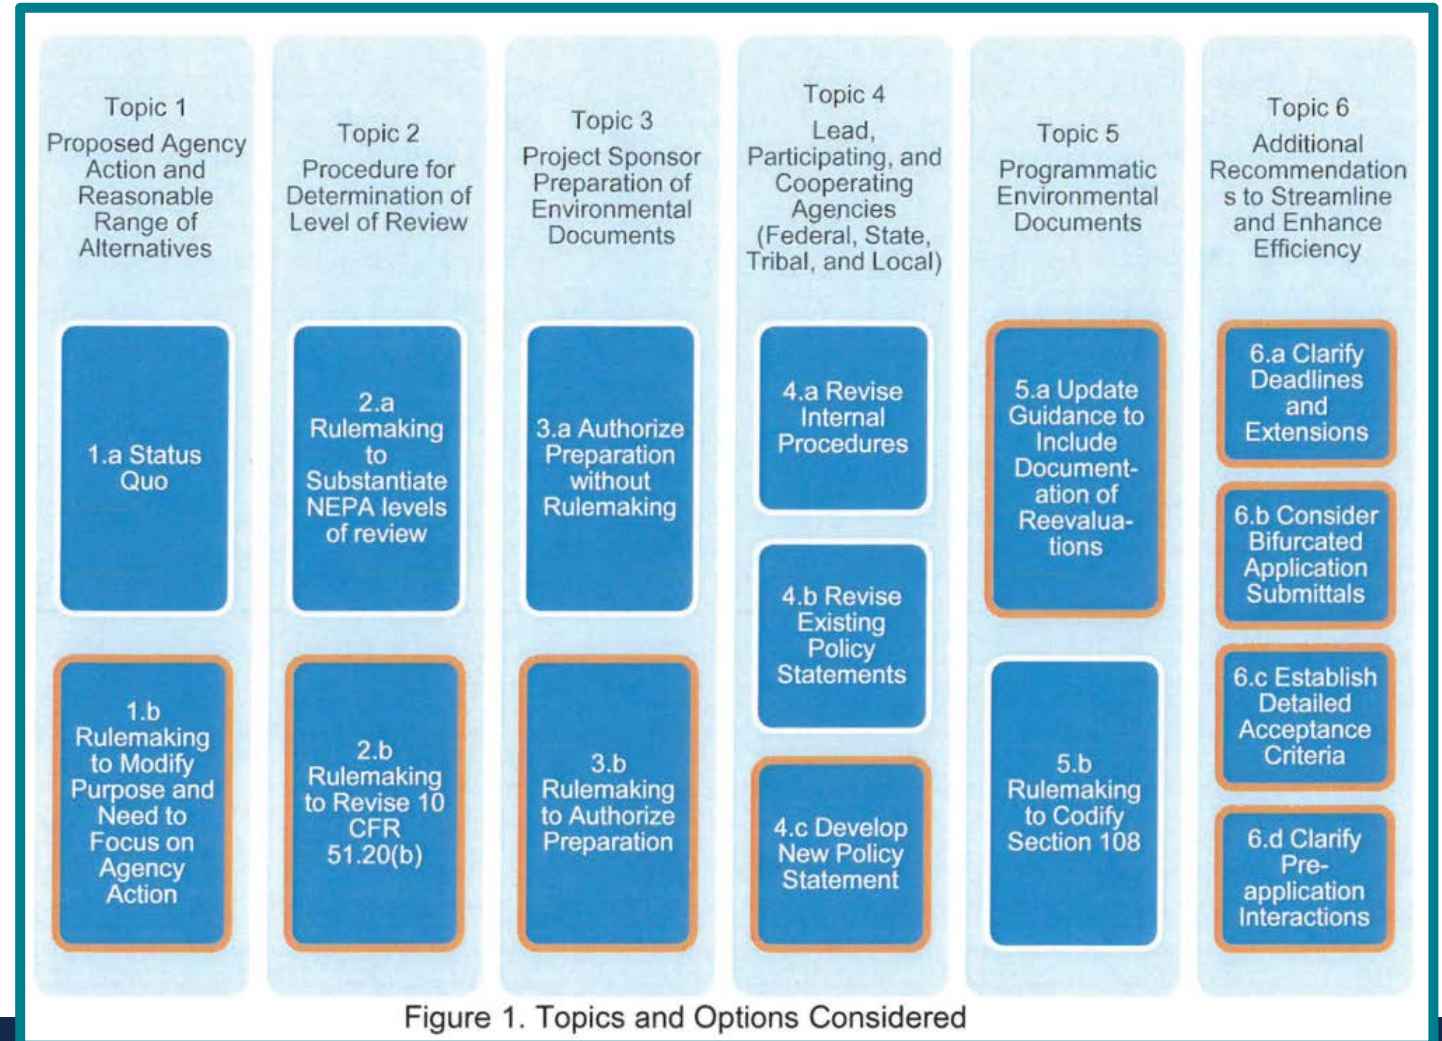 Topic 1
Proposed Agency
Action and
Reasonable
Range of
Alternatives
1.a Status
Quo
1.b
Rulemaking
to Modify
Purpose and
Need to
Focus on
Agency
Action
Topic 2
Procedure for
Determination of
Level of Review
2.a
Rulemaking
to
Substantiate
NEPA levels
of review
2.b
Rulemaking
to Revise 10
CFR
51.20(b)
Topic 3
Project Sponsor
Preparation of
Environmental
Documents
3.a Authorize
Preparation
without
Rulemaking
3.b
Rulemaking
to Authorize
Preparation
Topic 4
Lead,
Participating, and
Cooperating
Agencies
(Federal, State,
Tribal, and Local)
4.a Revise
Internal
Procedures
4.b Revise
Existing
Policy
Statements
4.c Develop
New Policy
Statement
Topic 5
Programmatic
Environmental
Documents
5.a Update
Guidance to
Include
Document-
ation of
Reevalua-
tions
5.b
Rulemaking
to Codify
Section 108
Topic 6
Additional
Recommendation
s to Streamline
and Enhance
Efficiency
6.a Clarify
Deadlines
and
Extensions
6.b Consider
Bifurcated
Application
Submittals
6.c Establish
Detailed
Acceptance
Criteria
6.d Clarify
Pre-
application
Interactions
Figure 1. Topics and Options Considered